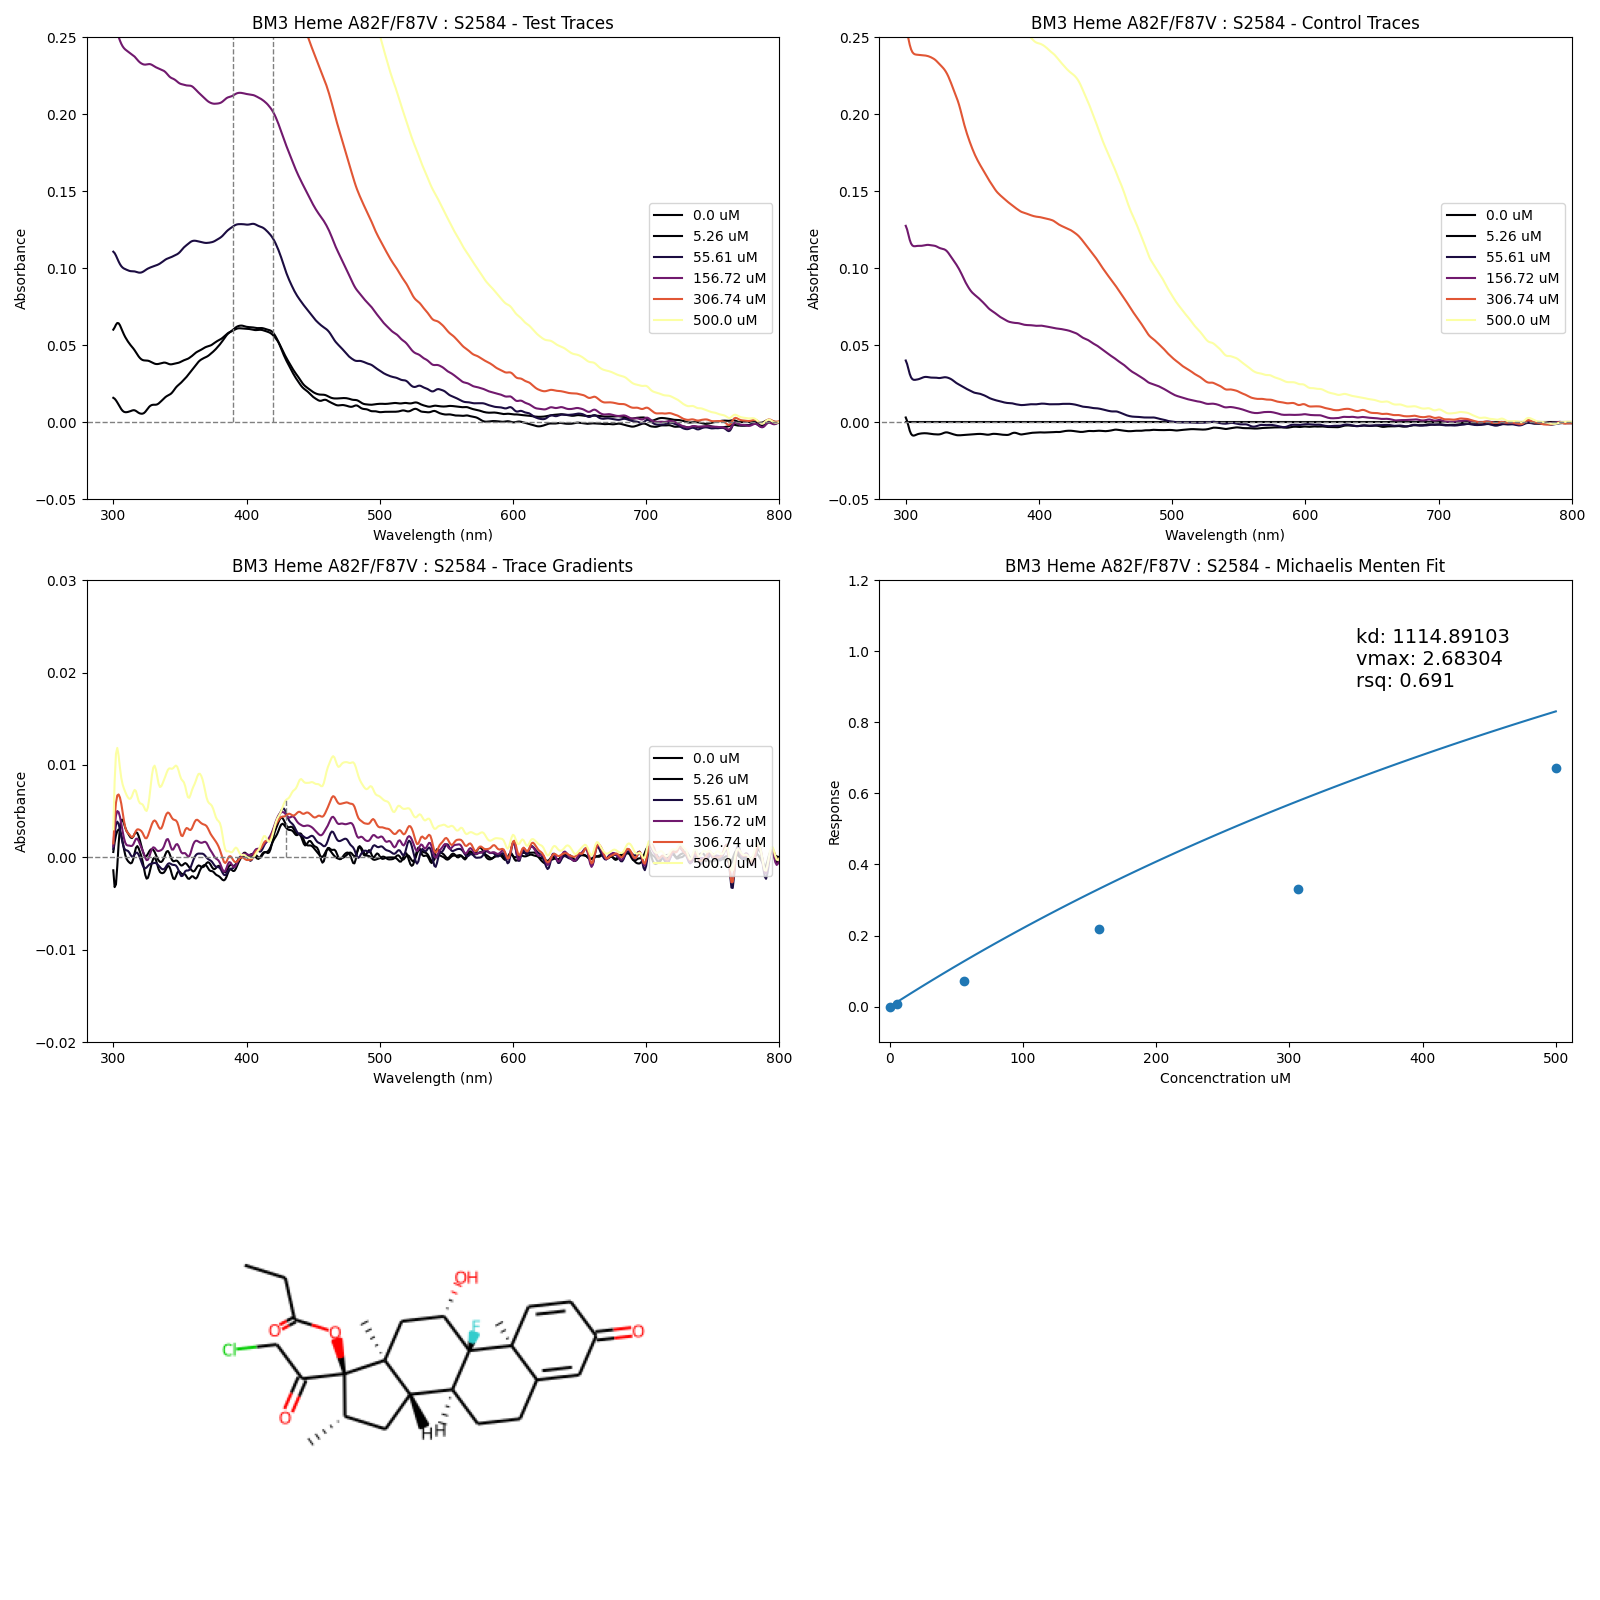 BM3 Heme A82F/F87V : S2584 - Test Traces
0.25
0.20
0.15
0.10
0.05
0.00
−0.05
Absorbance
300 400 500 600 700 800
Wavelength (nm)
0.0 uM
5.26 uM
55.61 uM
156.72 uM
306.74 uM
500.0 uM
BM3 Heme A82F/F87V : S2584 - Control Traces
0.25
0.20
0.15
0.10
0.05
0.00
−0.05
Absorbance
300 400 500 600 700 800
Wavelength (nm)
0.0 uM
5.26 uM
55.61 uM
156.72 uM
306.74 uM
500.0 uM
BM3 Heme A82F/F87V : S2584 - Trace Gradients
0.03
0.02
0.01
0.00
−0.01
−0.02
Absorbance
300 400 500 600 700 800
Wavelength (nm)
0.0 uM
5.26 uM
55.61 uM
156.72 uM
306.74 uM
500.0 uM
BM3 Heme A82F/F87V : S2584 - Michaelis Menten Fit
1.2
1.0
0.8
0.6
0.4
0.2
0.0
Response
kd: 1114.89103
vmax: 2.68304
rsq: 0.691
0 100 200 300 400 500
Concenctration uM
OH
F
O
O
O
Cl
O
H
H